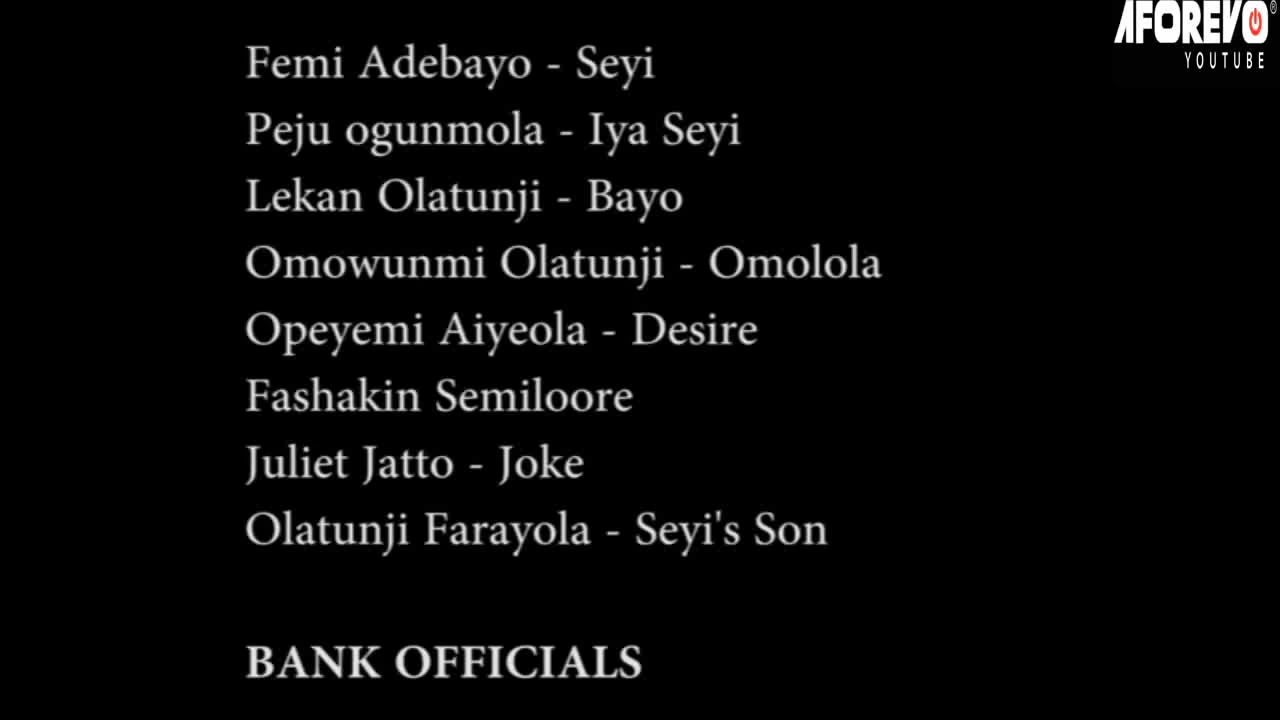 AFOREVO®
YOUTUBE
Femi Adebayo - Seyi
Peju ogunmola - Iya Seyi
Lekan Olatunji - Bayo
Omowunmi Olatunji - Omolola
Opeyemi Aiyeola - Desire
Fashakin Semiloore
Juliet Jatto - Joke
Olatunji Farayola - Seyi's Son
BANK OFFICIALS